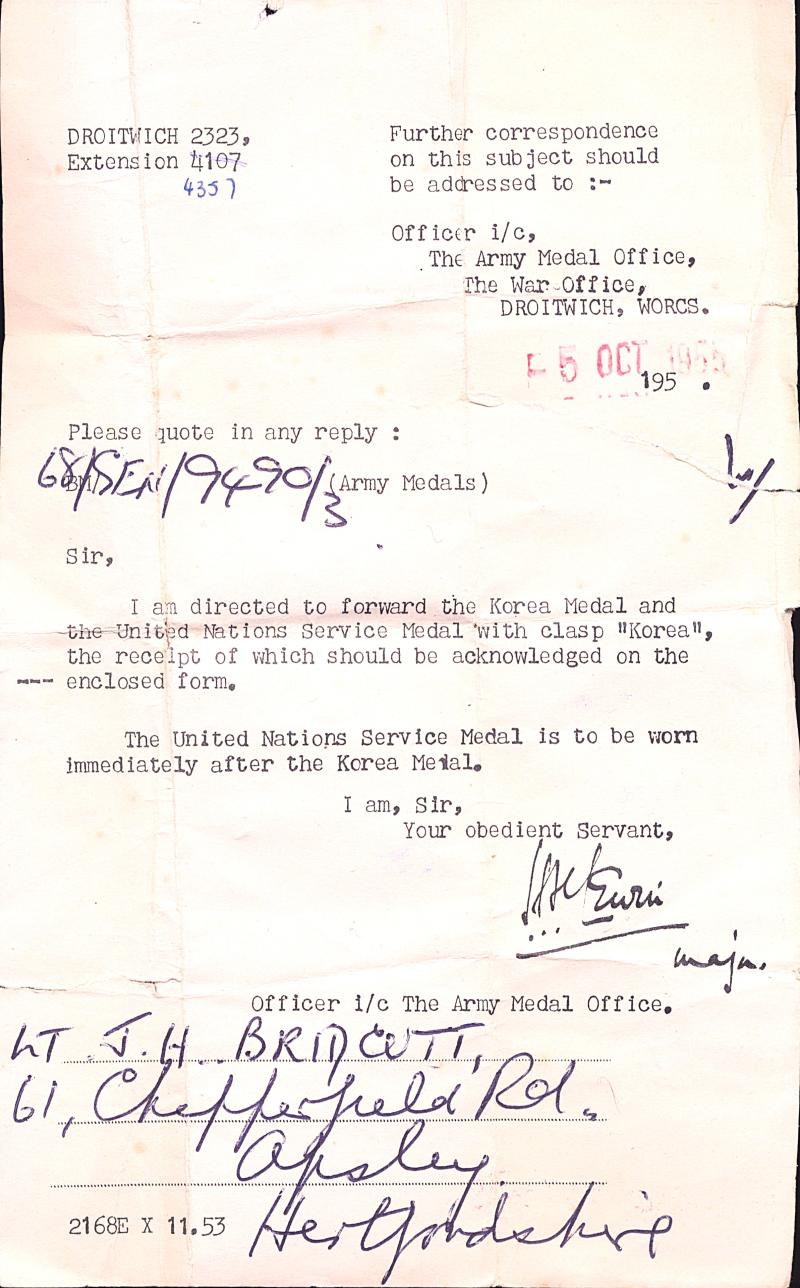 DROITWICH 2323,
Extension 4107
4357
Further correspondence
on this subject should
be addressed to :-
Officer i/c,
The Army Medal Office,
The War Office,
DROITWICH, WORCS.
5 OCT 1955
195 .
Please quote in any reply :
68/GEN/9490/3 (Army Medals)
Sir,
I am directed to forward the Korea Medal and
the United Nations Service Medal with clasp "Korea",
the receipt of which should be acknowledged on the
--- enclosed form.
The United Nations Service Medal is to be worn
immediately after the Korea Medal.
I am, Sir,
Your obedient Servant,
Major.
Officer i/c The Army Medal Office.
LT J.H. BRIDCUTT,
61, Chepperfield Rd.
Apsley
Hertfordshire
2168E X 11.53